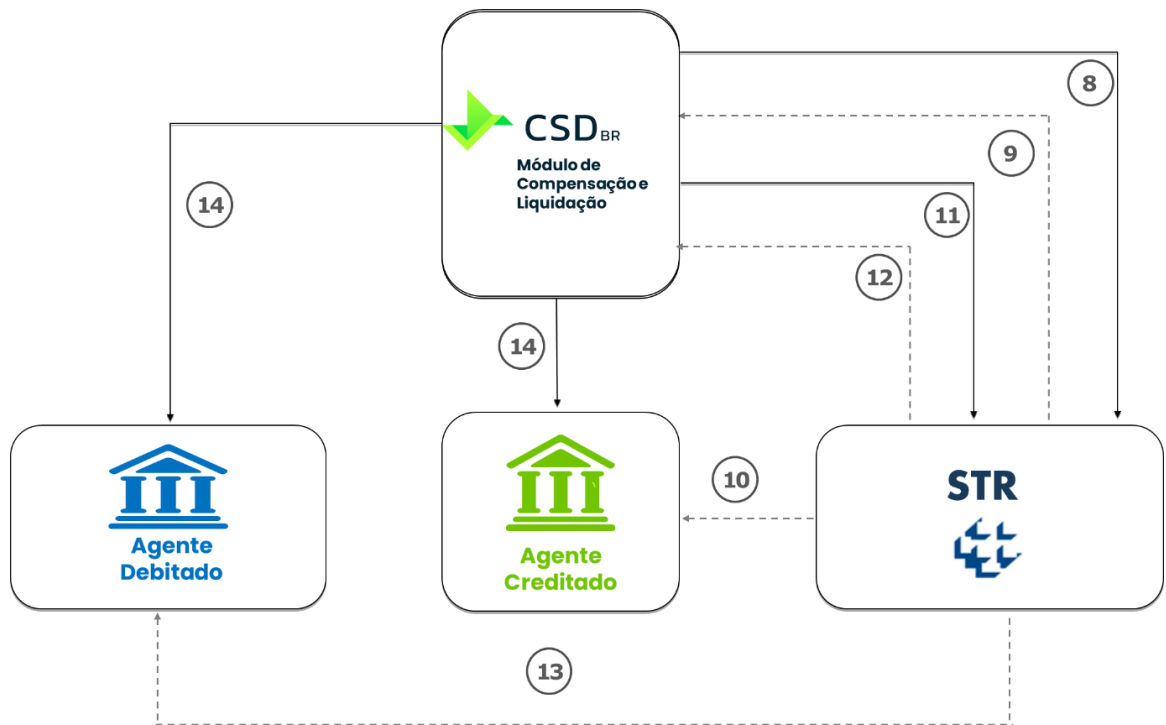 8
CSD BR
9
Módulo de
Compensação e
Liquidação
14
11
12
14
10
STR
Agente
Debitado
Agente
Creditado
13